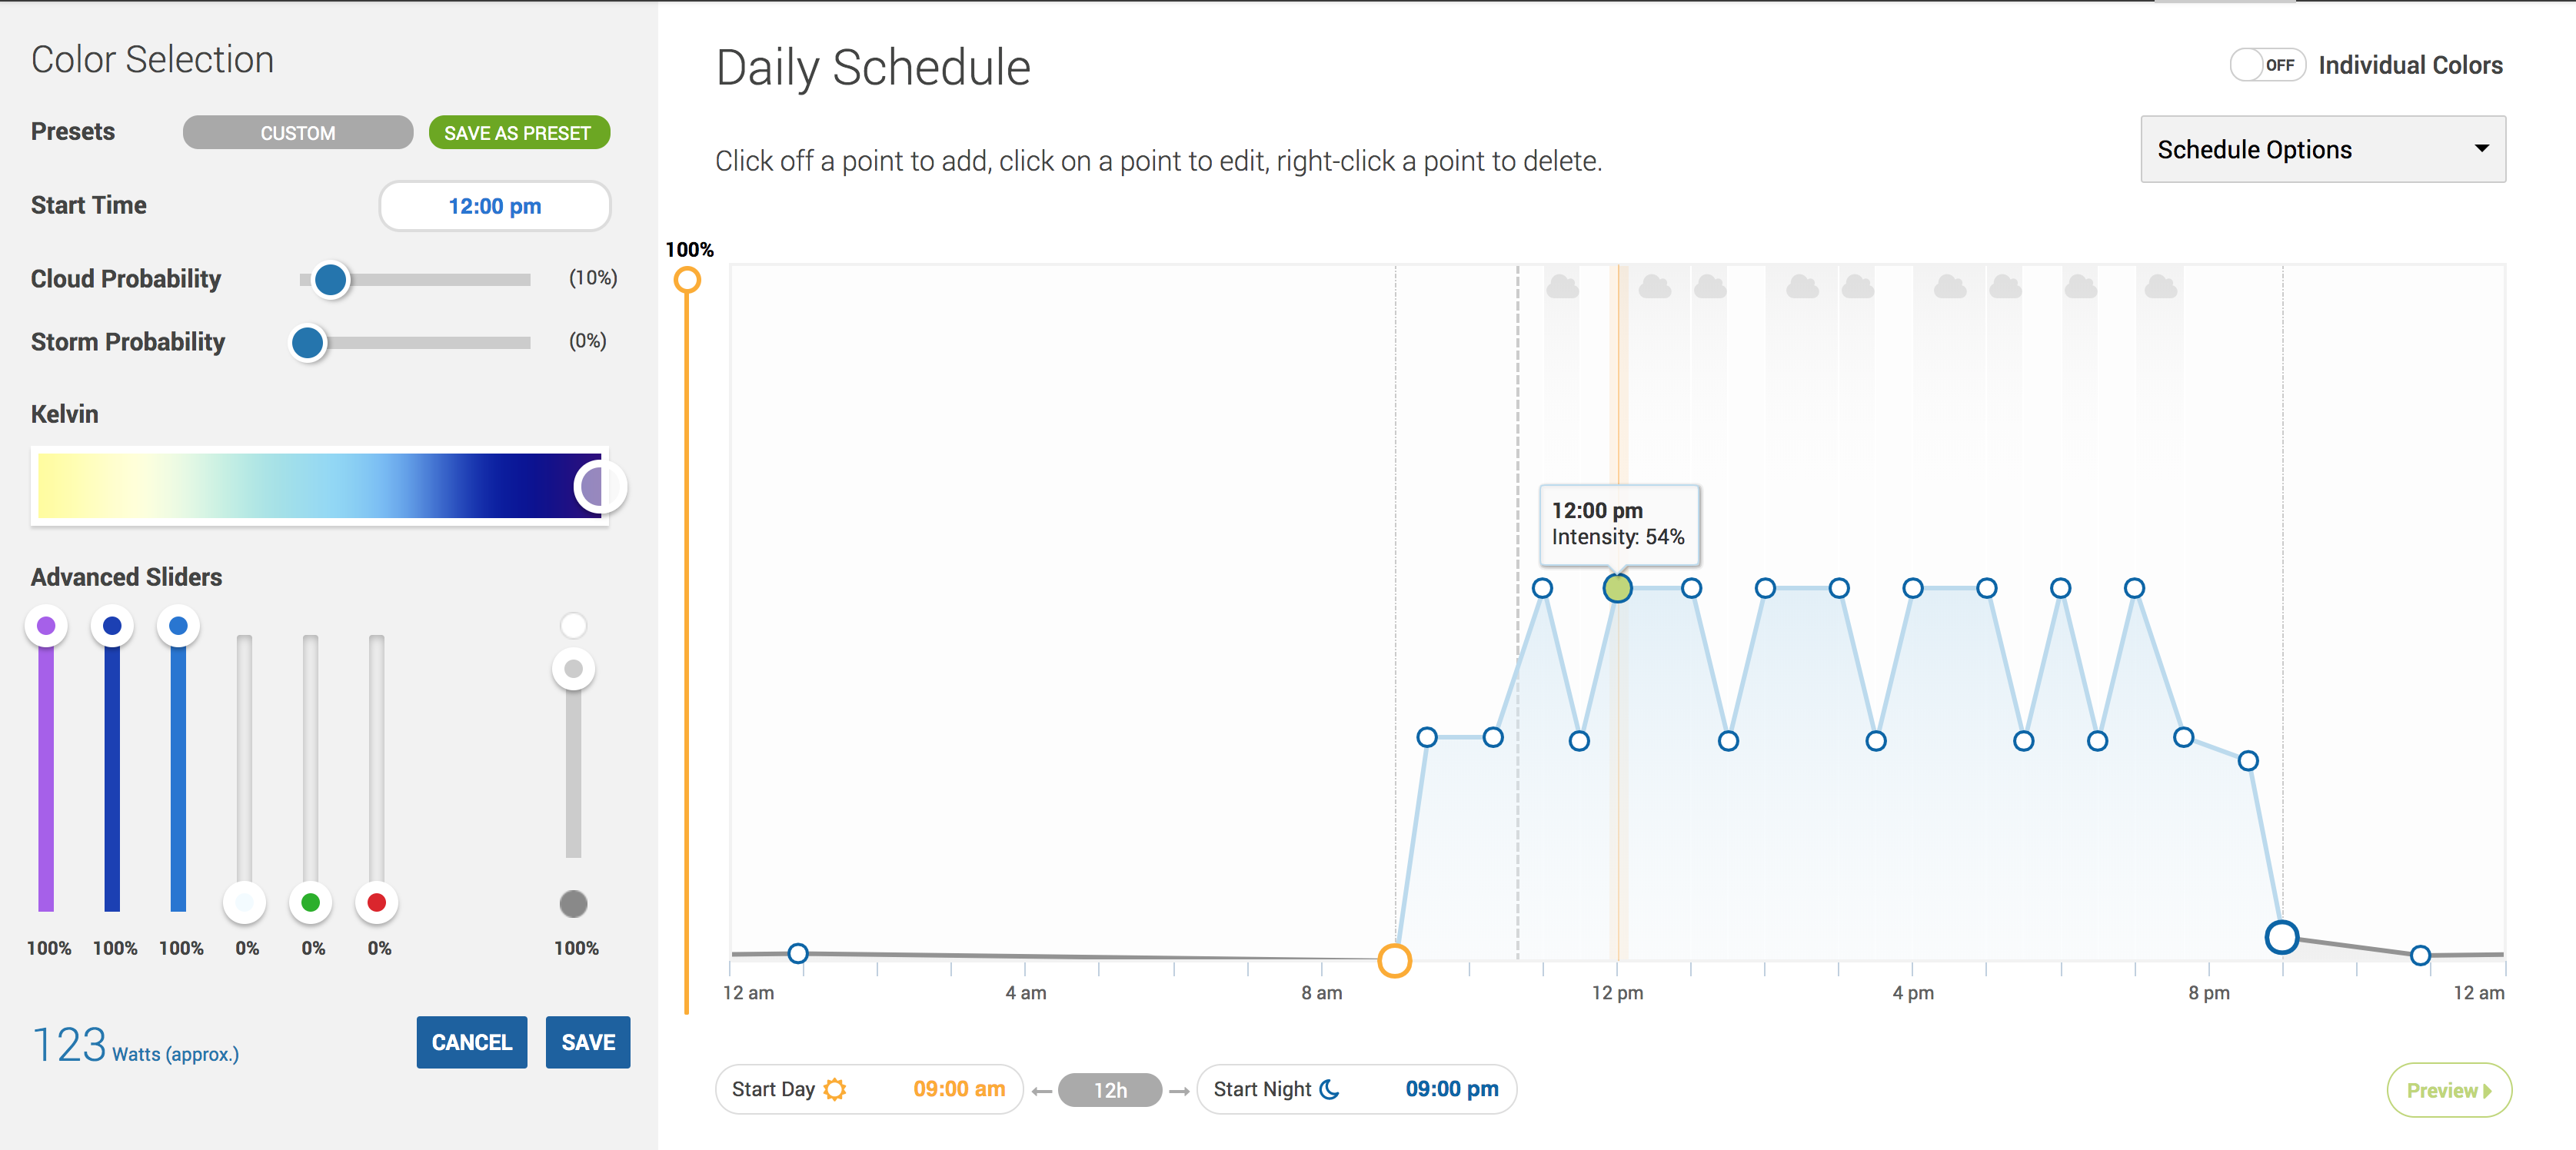 Color Selection
Presets
CUSTOM
SAVE AS PRESET
Start Time
12:00 pm
Cloud Probability
(10%)
Storm Probability
(0%)
Kelvin
Advanced Sliders
100% 100% 100% 0% 0% 0% 100%
123 Watts (approx.)
CANCEL
SAVE
Daily Schedule
OFF Individual Colors
Click off a point to add, click on a point to edit, right-click a point to delete.
Schedule Options
100%
12:00 pm
Intensity: 54%
12 am 4 am 8 am 12 pm 4 pm 8 pm 12 am
Start Day 09:00 am 12h Start Night 09:00 pm
Preview